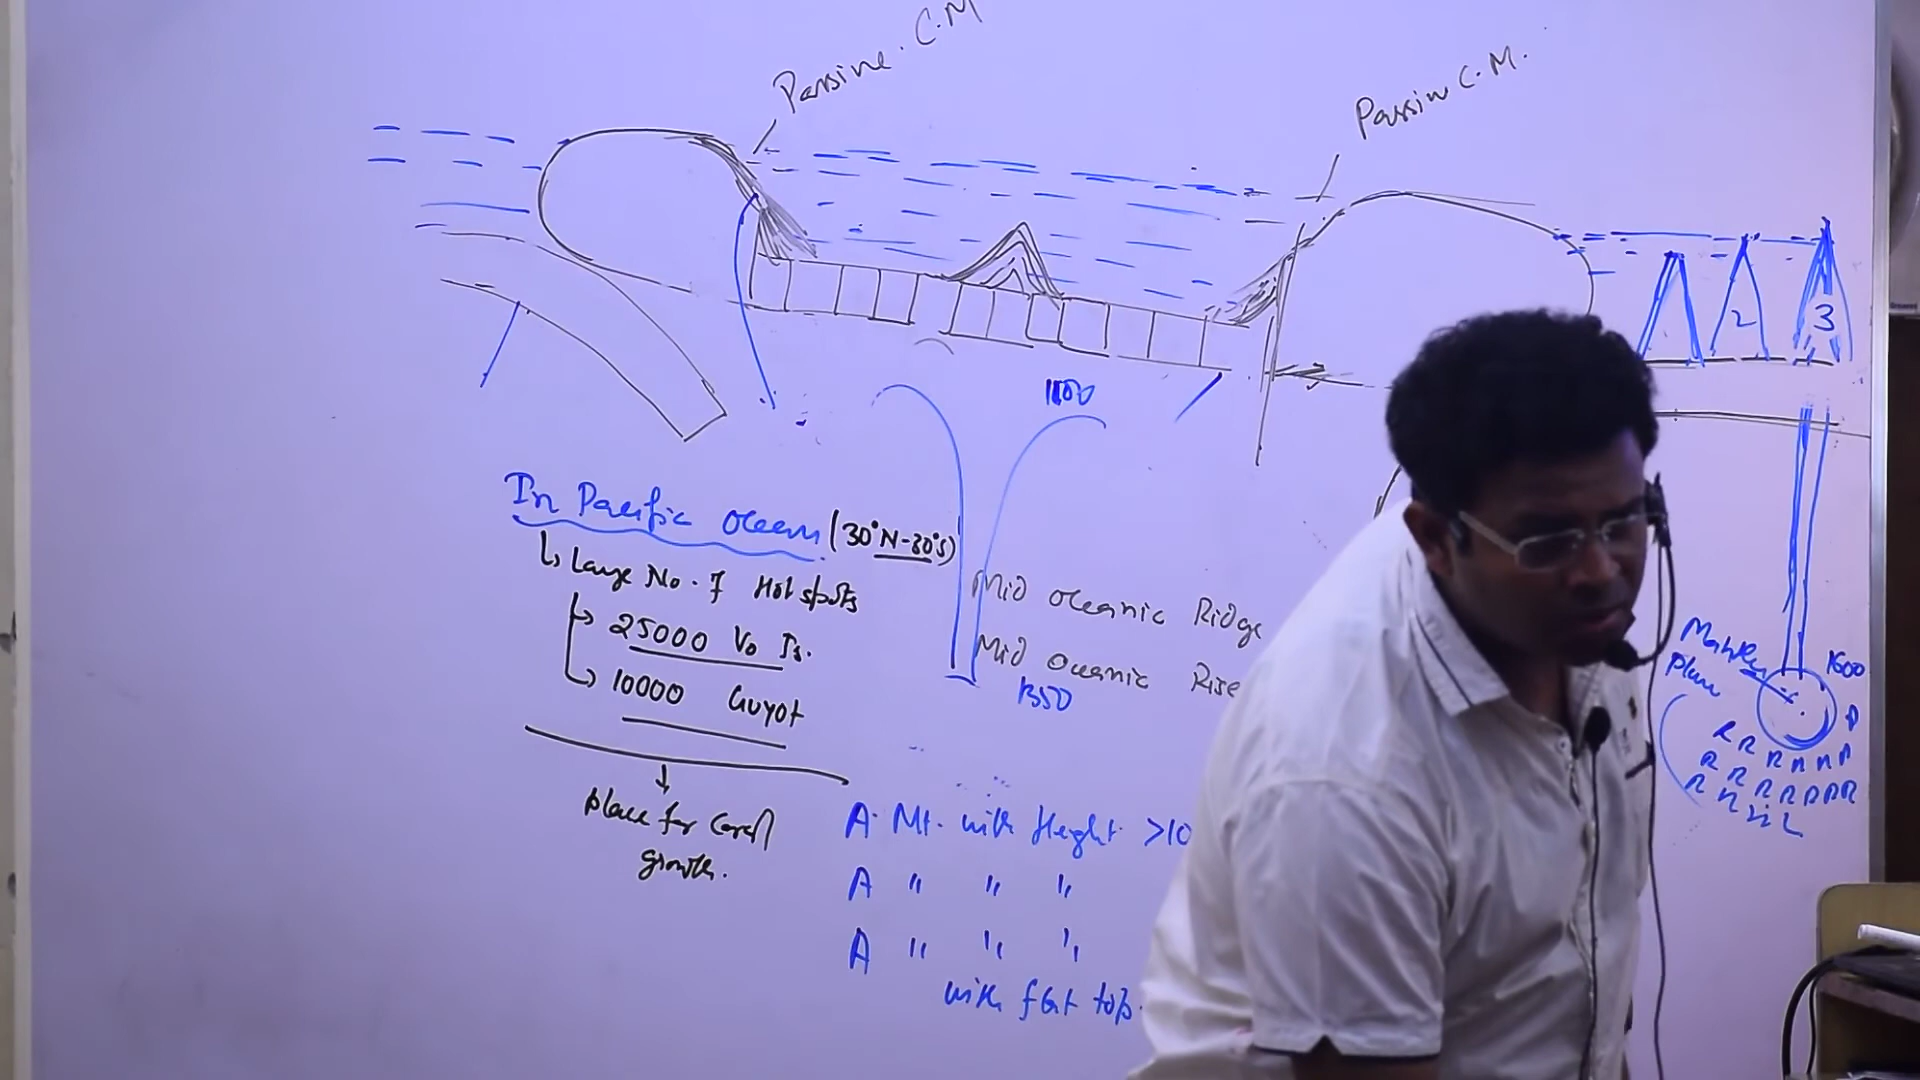 Passive. C.M
Passive C.M.
2
3
1100
In Pacific Ocean (30°N-30°S)
Large No. of Hot spots
25000 Vo Is.
10000 Guyot
place for Coral
growth.
Mid Oceanic Ridge
Mid Oceanic Rise
1350
Mantle
plume
1600
A. Mt. with Height >10
A " " "
A " " "
with flat top.